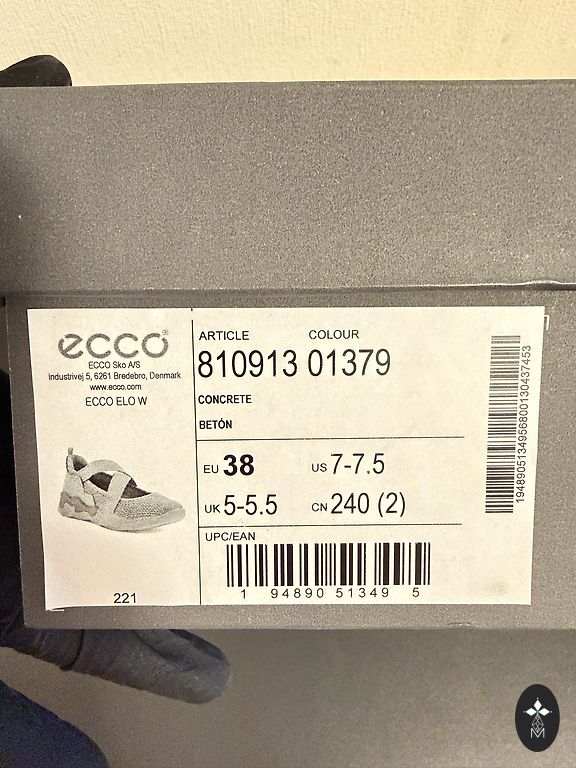 ecco®
ECCO Sko A/S
Industrivej 5, 6261 Bredebro, Denmark
www.ecco.com
ECCO ELO W
221
ARTICLE COLOUR
810913 01379
CONCRETE
BETÓN
EU 38 US 7-7.5
UK 5-5.5 CN 240 (2)
UPC/EAN
1 94890 51349 5
1948905134956800130437453
M